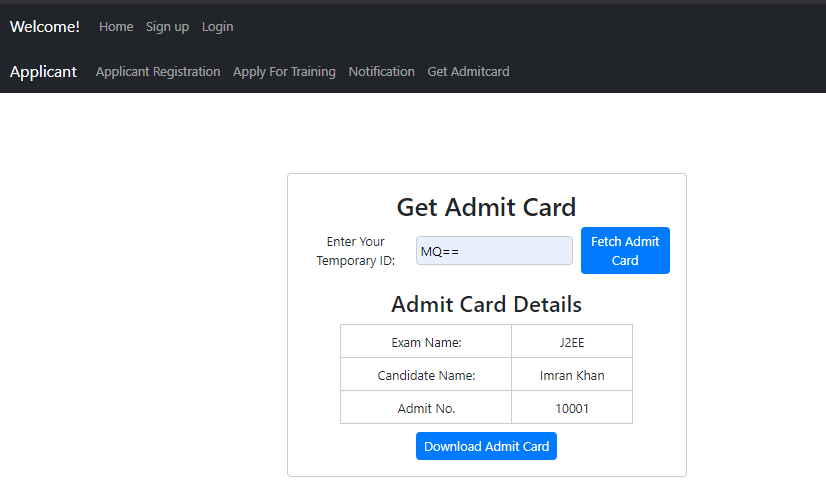 Welcome! Home Sign up Login
Applicant Applicant Registration Apply For Training Notification Get Admitcard
Get Admit Card
Enter Your
Temporary ID:
MQ==
Fetch Admit
Card
Admit Card Details
Exam Name: J2EE
Candidate Name: Imran Khan
Admit No. 10001
Download Admit Card